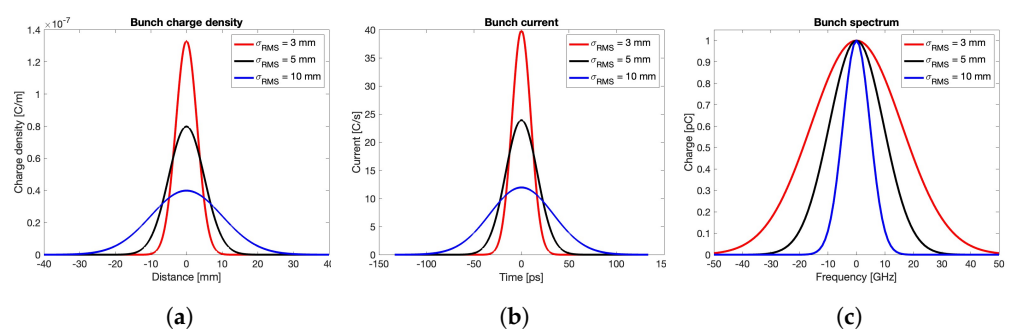 Bunch charge density
×10⁻⁷
1.4
1.2
1
0.8
0.6
0.4
0.2
0
Charge density [C/m]
σRMS = 3 mm
σRMS = 5 mm
σRMS = 10 mm
-40 -20 0 20 40
Distance [mm]
(a)
Bunch current
40
35
30
25
20
15
10
5
0
Current [C/s]
σRMS = 3 mm
σRMS = 5 mm
σRMS = 10 mm
-150 -100 -50 0 50 100 15
Time [ps]
(b)
Bunch spectrum
1
0.9
0.8
0.7
0.6
0.5
0.4
0.3
0.2
0.1
0
Charge [pC]
σRMS = 3 mm
σRMS = 5 mm
σRMS = 10 mm
-50 -40 -30 -20 -10 0 10 20 30 40 50
Frequency [GHz]
(c)